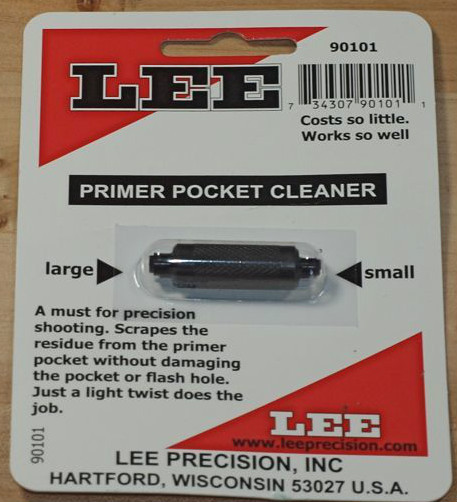 LEE
90101
7 34307 90101 1
Costs so little.
Works so well
PRIMER POCKET CLEANER
large
small
A must for precision
shooting. Scrapes the
residue from the primer
pocket without damaging
the pocket or flash hole.
Just a light twist does the
job.
90101
LEE
www.leeprecision.com
LEE PRECISION, INC
HARTFORD, WISCONSIN 53027 U.S.A.